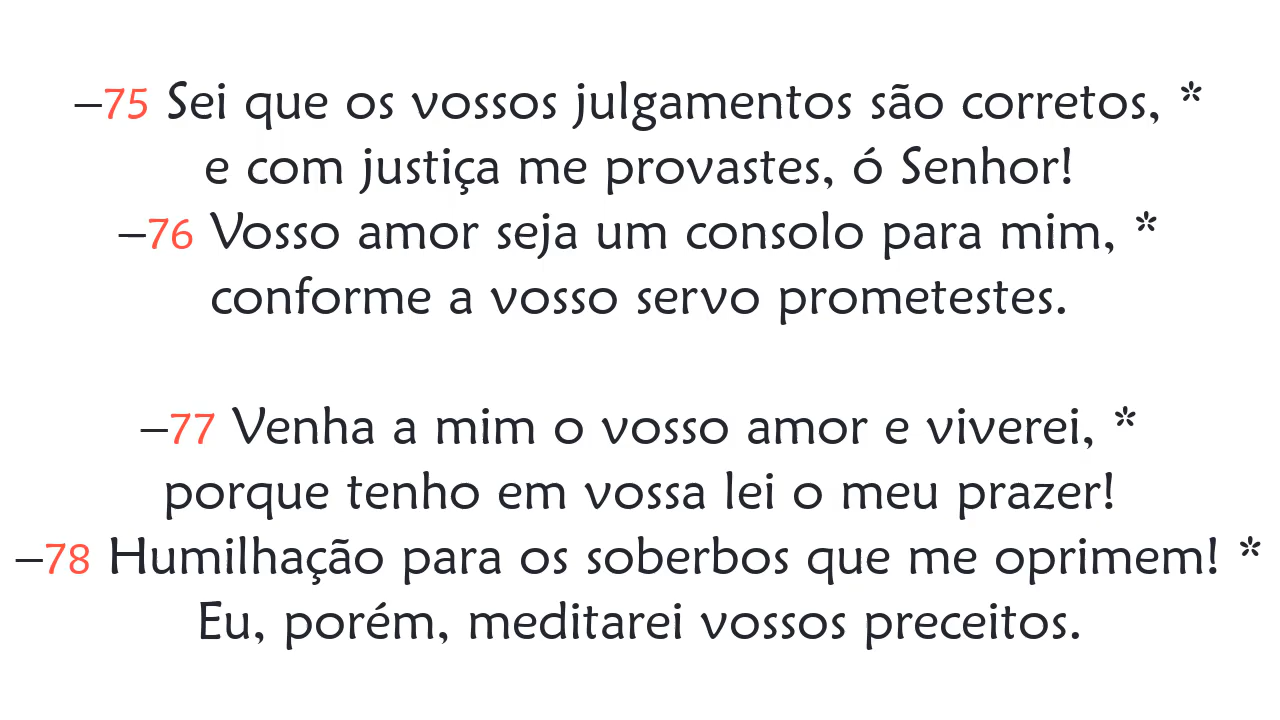 –75 Sei que os vossos julgamentos são corretos, *
e com justiça me provastes, ó Senhor!
–76 Vosso amor seja um consolo para mim, *
conforme a vosso servo prometestes.
–77 Venha a mim o vosso amor e viverei, *
porque tenho em vossa lei o meu prazer!
–78 Humilhação para os soberbos que me oprimem! *
Eu, porém, meditarei vossos preceitos.